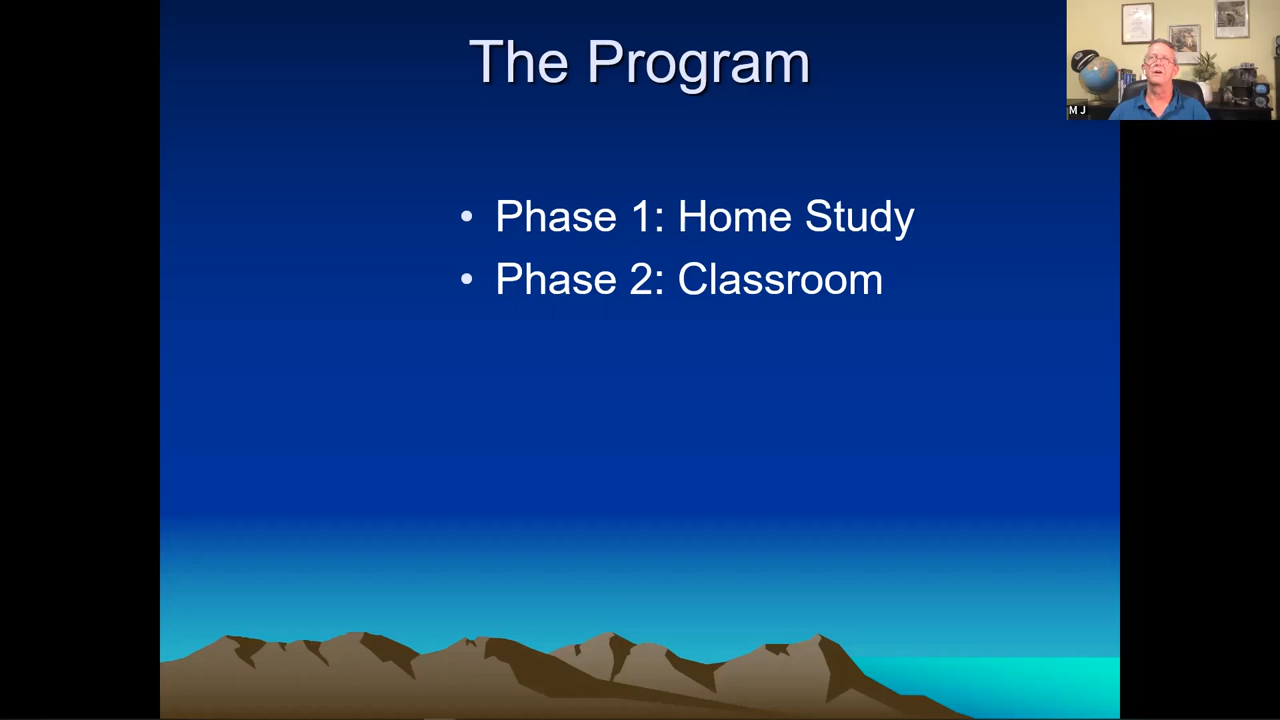 The Program
• Phase 1: Home Study
• Phase 2: Classroom
M J